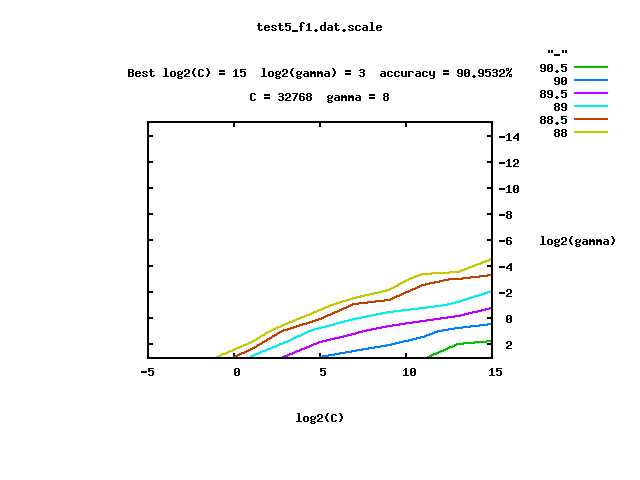 test5_f1.dat.scale
Best log2(C) = 15  log2(gamma) = 3  accuracy = 90.9532%
C = 32768  gamma = 8
"-"
90.5
90
89.5
89
88.5
88
-14
-12
-10
-8
-6
-4
-2
0
2
log2(gamma)
-5 0 5 10 15
log2(C)